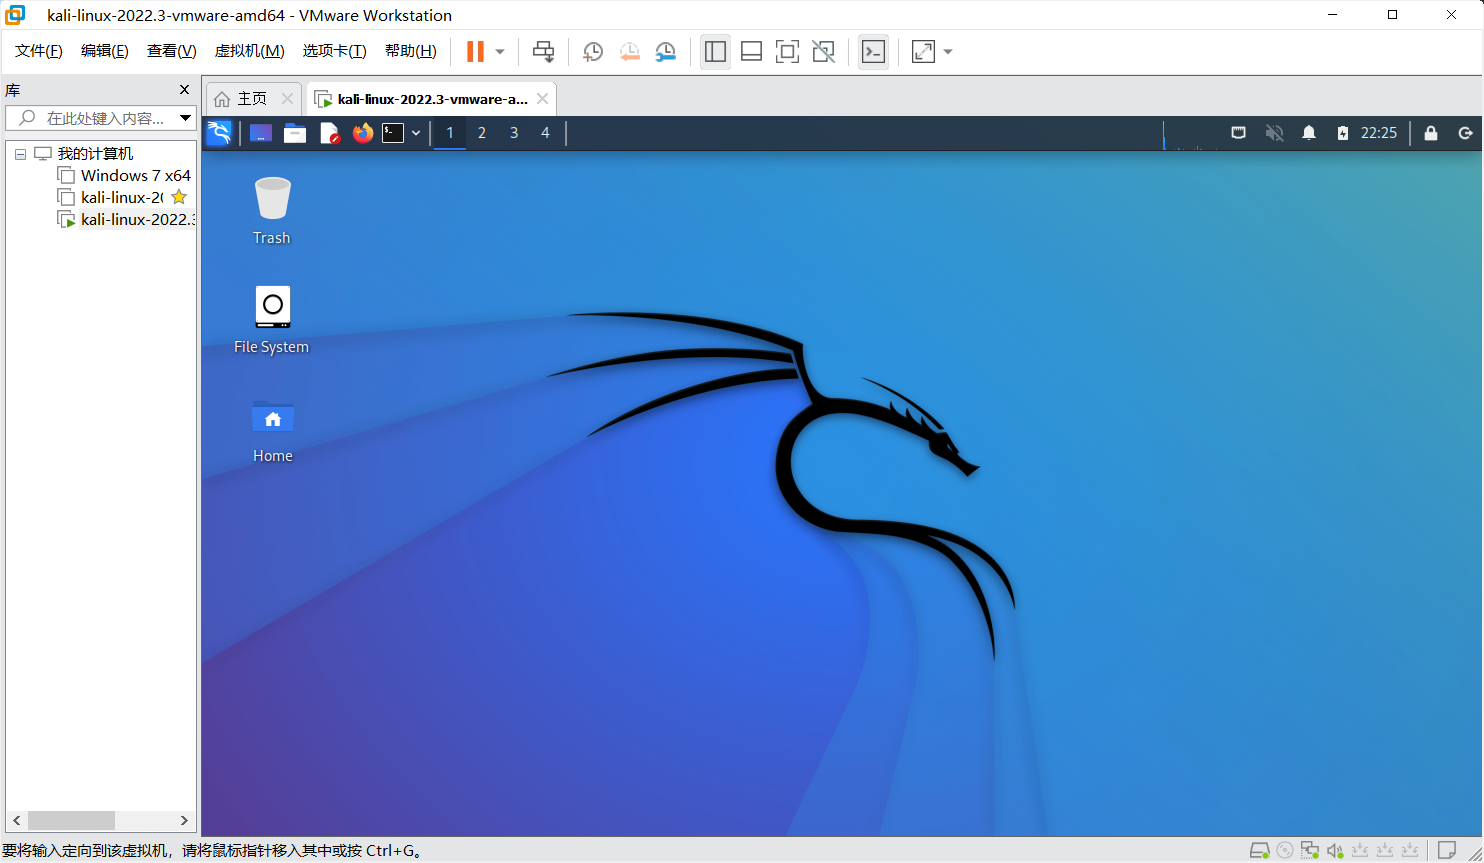 kali-linux-2022.3-vmware-amd64 - VMware Workstation
文件(F) 编辑(E) 查看(V) 虚拟机(M) 选项卡(T) 帮助(H)
库
在此处键入内容...
我的计算机
Windows 7 x64
kali-linux-20
kali-linux-2022.3
主页
kali-linux-2022.3-vmware-a...
1 2 3 4
22:25
Trash
File System
Home
要将输入定向到该虚拟机，请将鼠标指针移入其中或按 Ctrl+G。